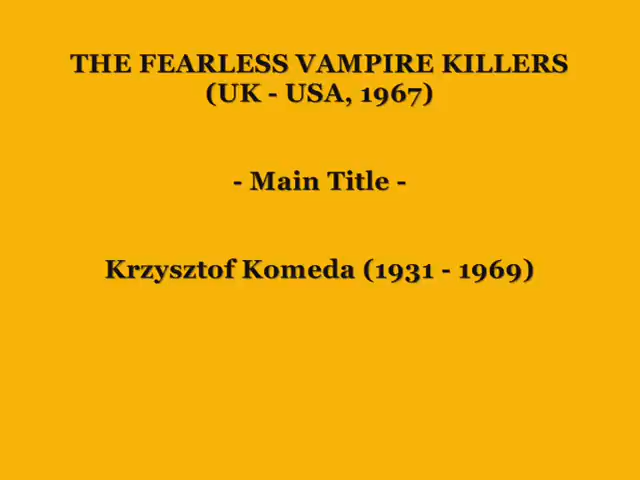 THE FEARLESS VAMPIRE KILLERS
(UK - USA, 1967)
- Main Title -
Krzysztof Komeda (1931 - 1969)